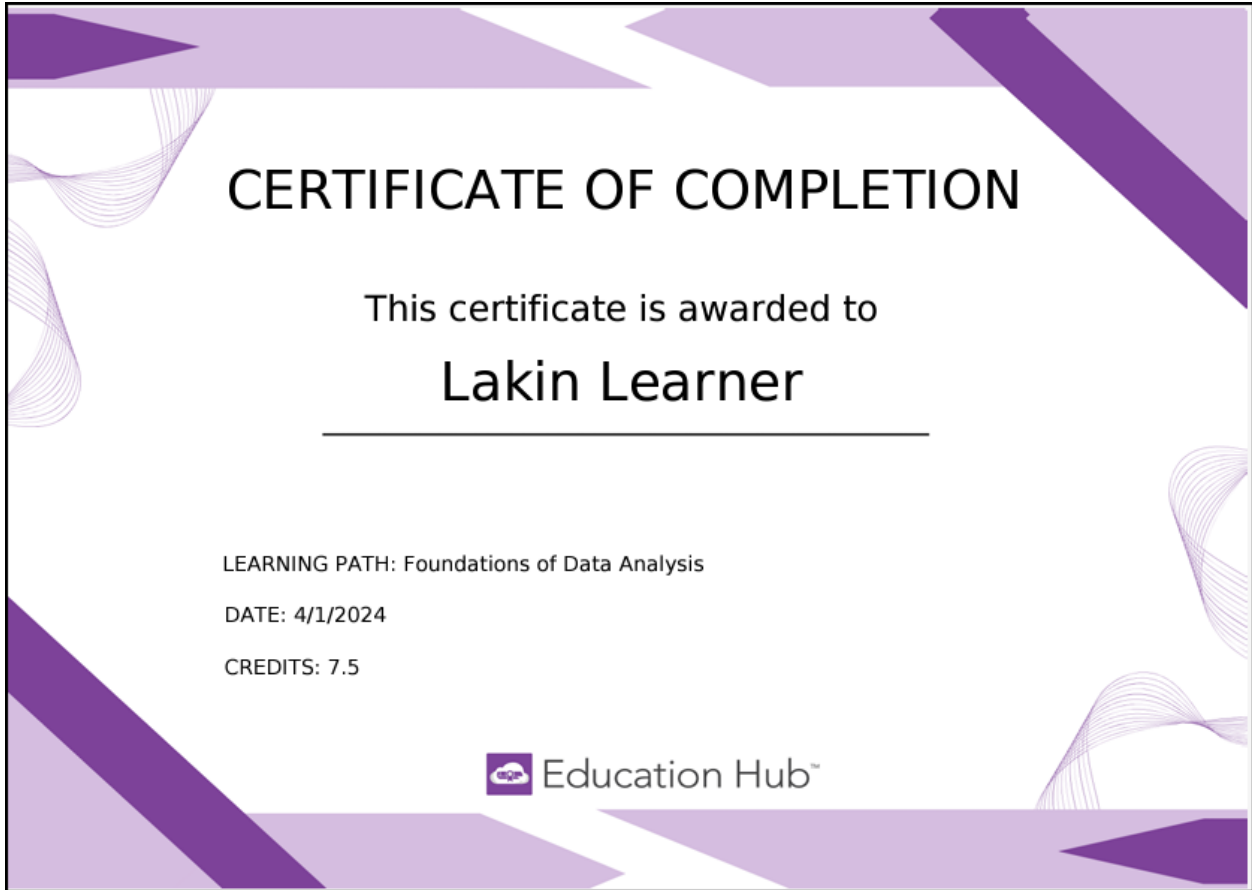 CERTIFICATE OF COMPLETION
This certificate is awarded to
Lakin Learner
LEARNING PATH: Foundations of Data Analysis
DATE: 4/1/2024
CREDITS: 7.5
Education Hub™